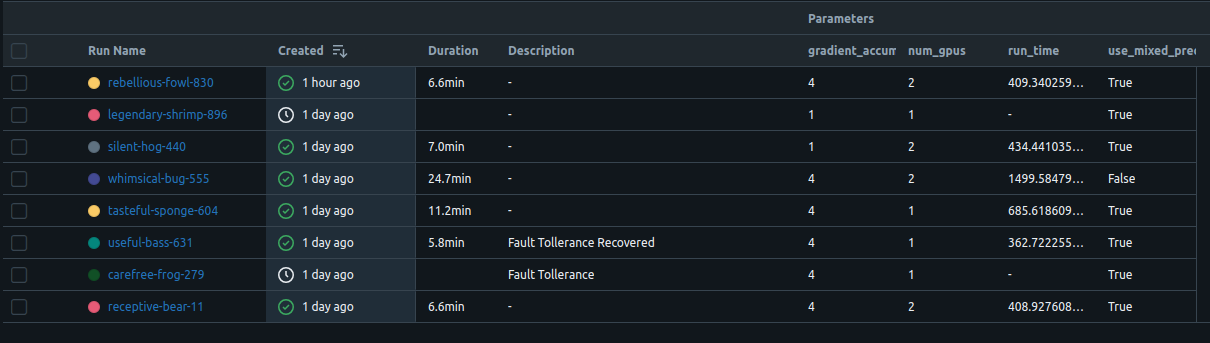 Parameters
Run Name Created Duration Description gradient_accum num_gpus run_time use_mixed_prec
rebellious-fowl-830 1 hour ago 6.6min - 4 2 409.340259... True
legendary-shrimp-896 1 day ago - 1 1 - True
silent-hog-440 1 day ago 7.0min - 1 2 434.441035... True
whimsical-bug-555 1 day ago 24.7min - 4 2 1499.58479... False
tasteful-sponge-604 1 day ago 11.2min - 4 1 685.618609... True
useful-bass-631 1 day ago 5.8min Fault Tollerance Recovered 4 1 362.722255... True
carefree-frog-279 1 day ago Fault Tollerance 4 1 - True
receptive-bear-11 1 day ago 6.6min - 4 2 408.927608... True